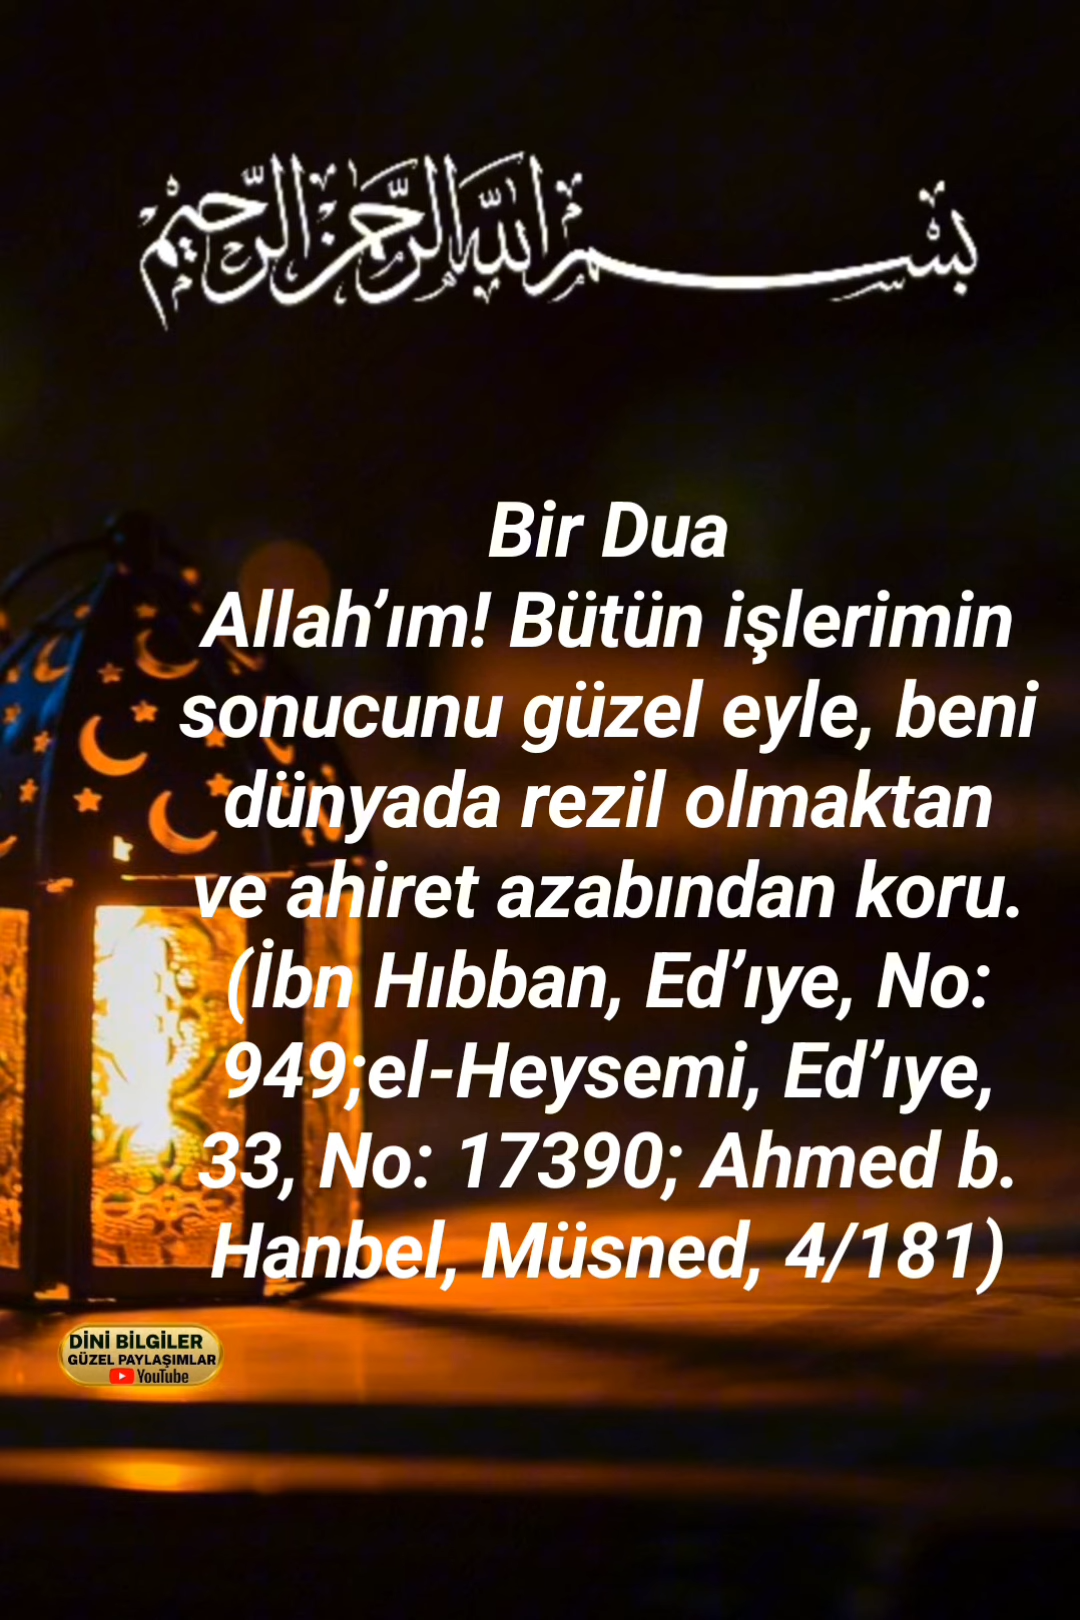 بسم الله الرحمن الرحيم
Bir Dua
Allah’ım! Bütün işlerimin
sonucunu güzel eyle, beni
dünyada rezil olmaktan
ve ahiret azabından koru.
(İbn Hıbban, Ed’ıye, No:
949;el-Heysemi, Ed’ıye,
33, No: 17390; Ahmed b.
Hanbel, Müsned, 4/181)
DİNİ BİLGİLER
GÜZEL PAYLAŞIMLAR
YouTube